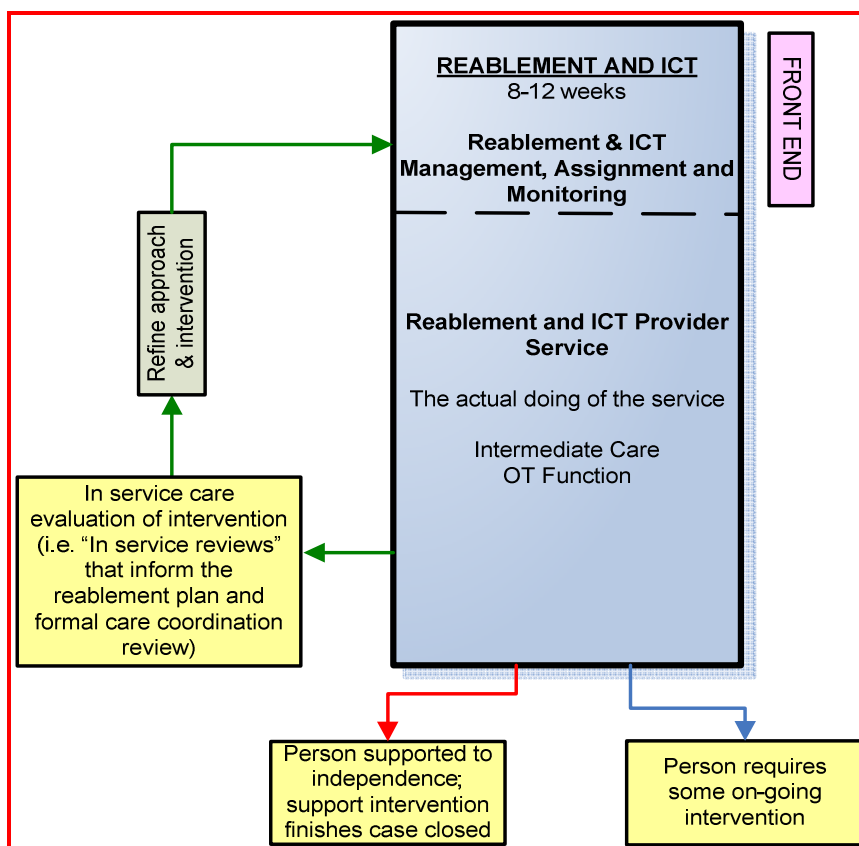 REABLEMENT AND ICT
8-12 weeks
Reablement & ICT
Management, Assignment and
Monitoring
FRONT END
Refine approach
& intervention
Reablement and ICT Provider
Service
The actual doing of the service
Intermediate Care
OT Function
In service care
evaluation of intervention
(i.e. “In service reviews”
that inform the
reablement plan and
formal care coordination
review)
Person supported to
independence;
support intervention
finishes case closed
Person requires
some on-going
intervention